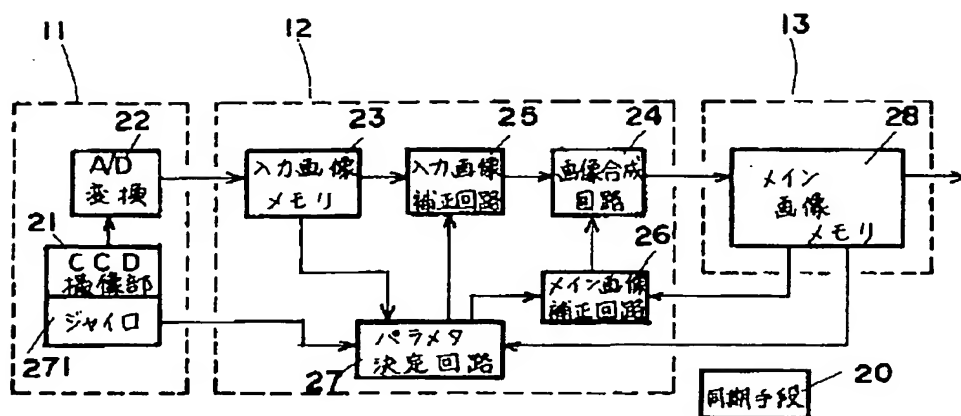 11
12
13
22
A/D
変換
23
入力画像
メモリ
25
入力画像
補正回路
24
画像合成
回路
28
メイン
画像
メモリ
21
CCD
撮像部
ジャイロ
271
26
メイン画像
補正回路
パラメタ
決定回路
27
同期手段
20